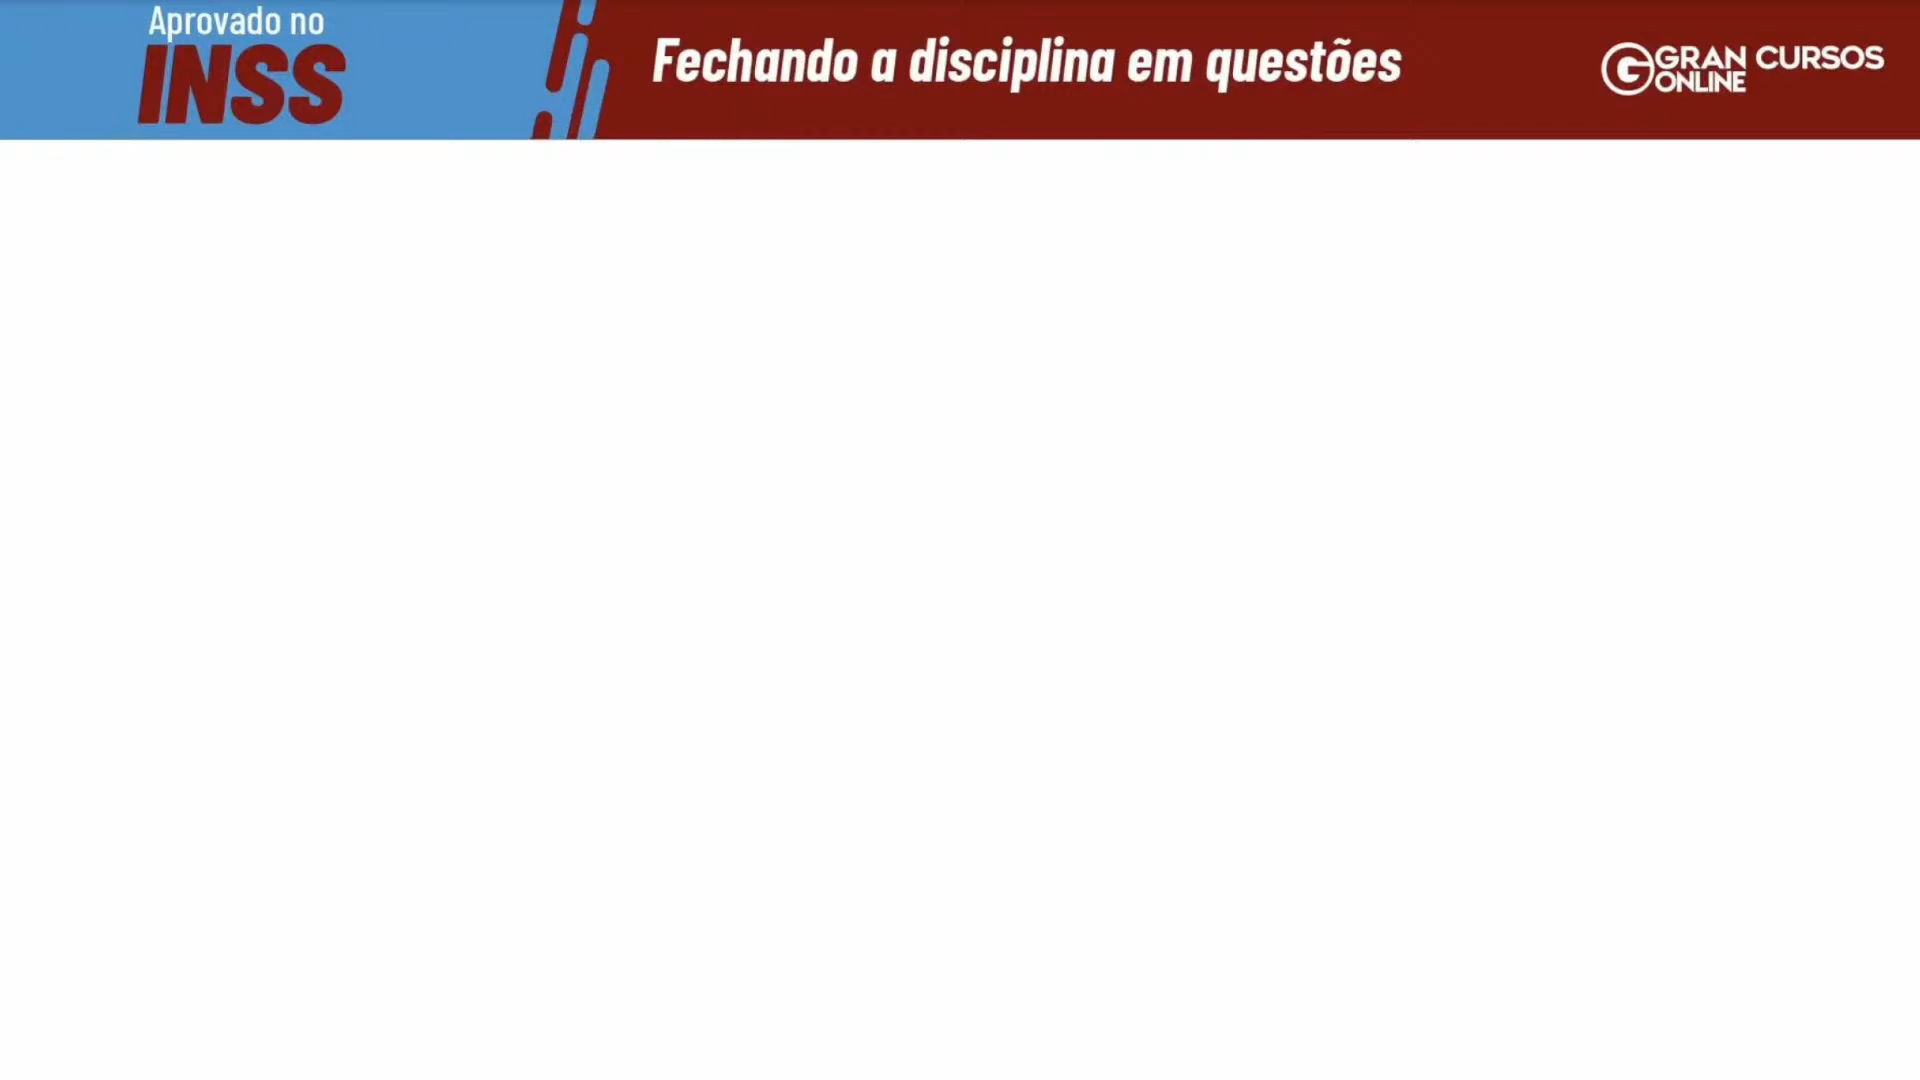 Aprovado no
INSS
Fechando a disciplina em questões
GRAN CURSOS
ONLINE